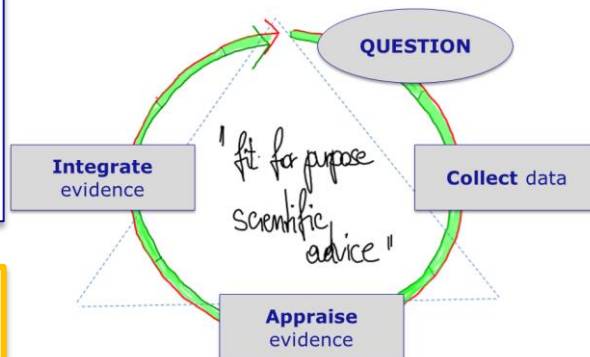 QUESTION
Collect data
Appraise
evidence
Integrate
evidence
"fit for purpose
scientific
advice"